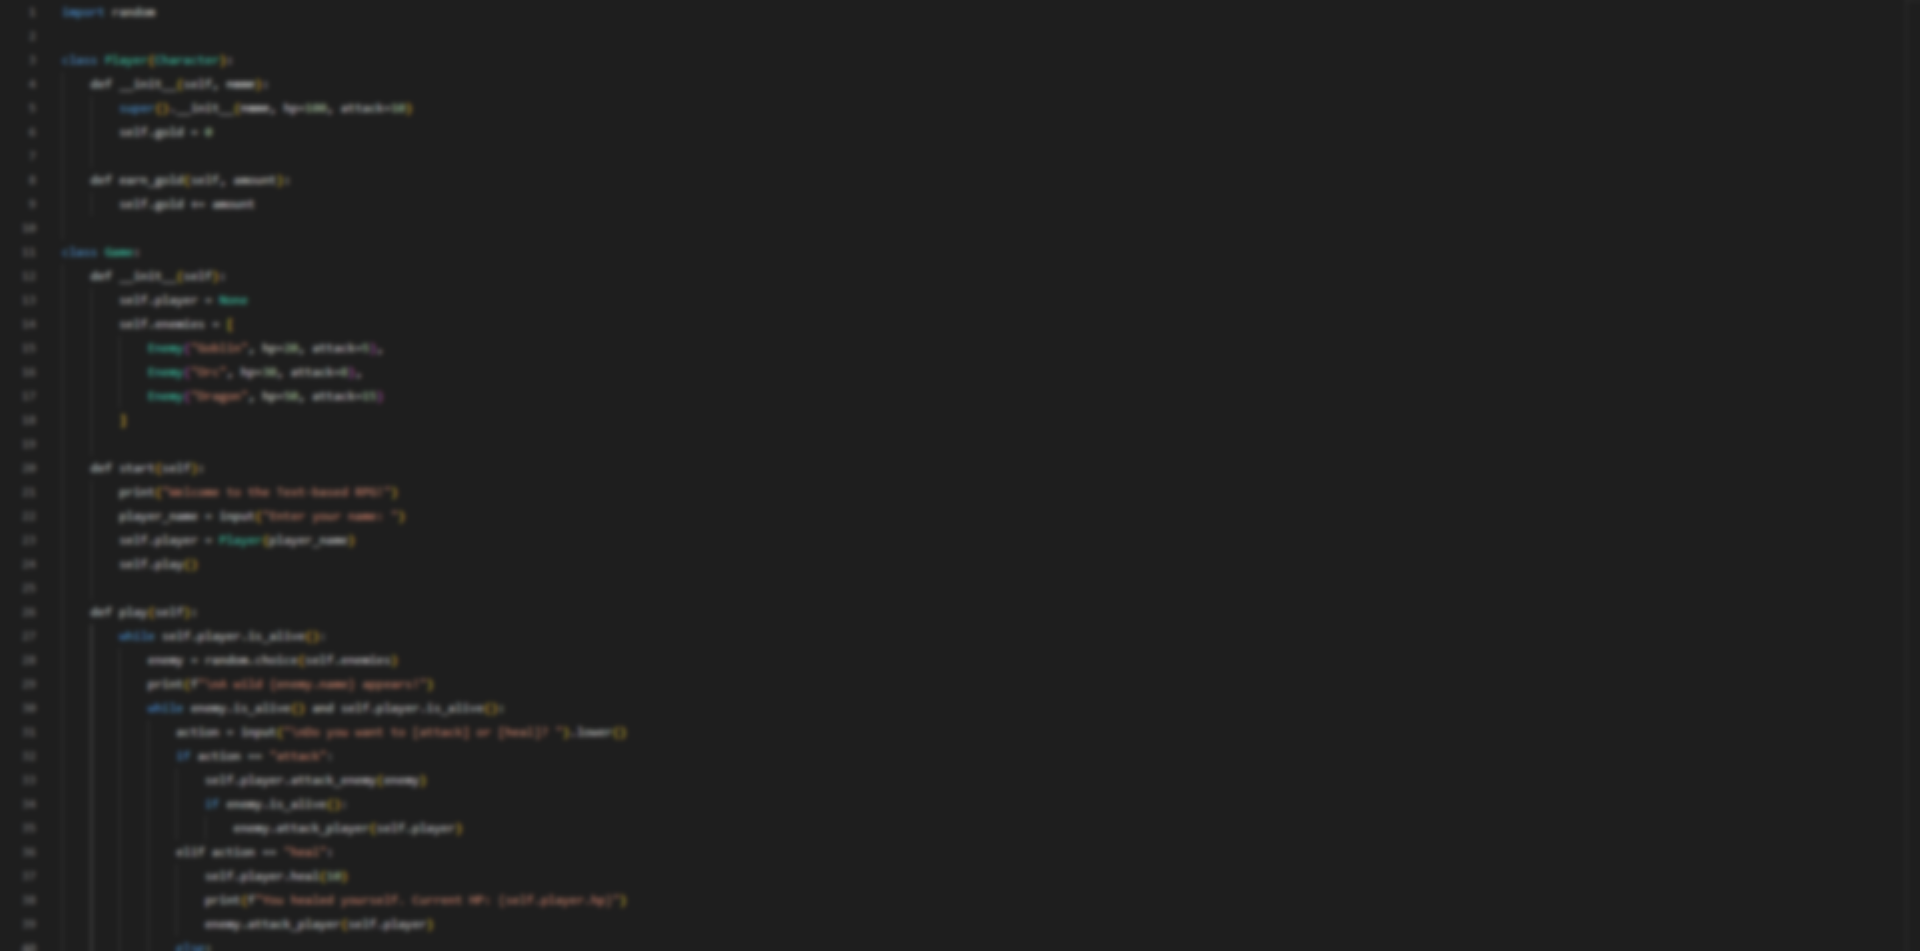 1 import random
2
3 class Player(Character):
4 def __init__(self, name):
5 super().__init__(name, hp=100, attack=10)
6 self.gold = 0
7
8 def earn_gold(self, amount):
9 self.gold += amount
10
11 class Game:
12 def __init__(self):
13 self.player = None
14 self.enemies = [
15 Enemy("Goblin", hp=20, attack=5),
16 Enemy("Orc", hp=30, attack=8),
17 Enemy("Dragon", hp=50, attack=15)
18 ]
19
20 def start(self):
21 print("Welcome to the Text-based RPG!")
22 player_name = input("Enter your name: ")
23 self.player = Player(player_name)
24 self.play()
25
26 def play(self):
27 while self.player.is_alive():
28 enemy = random.choice(self.enemies)
29 print(f"\nA wild {enemy.name} appears!")
30 while enemy.is_alive() and self.player.is_alive():
31 action = input("\nDo you want to [attack] or [heal]? ").lower()
32 if action == "attack":
33 self.player.attack_enemy(enemy)
34 if enemy.is_alive():
35 enemy.attack_player(self.player)
36 elif action == "heal":
37 self.player.heal(10)
38 print(f"You healed yourself. Current HP: {self.player.hp}")
39 enemy.attack_player(self.player)
40 else: